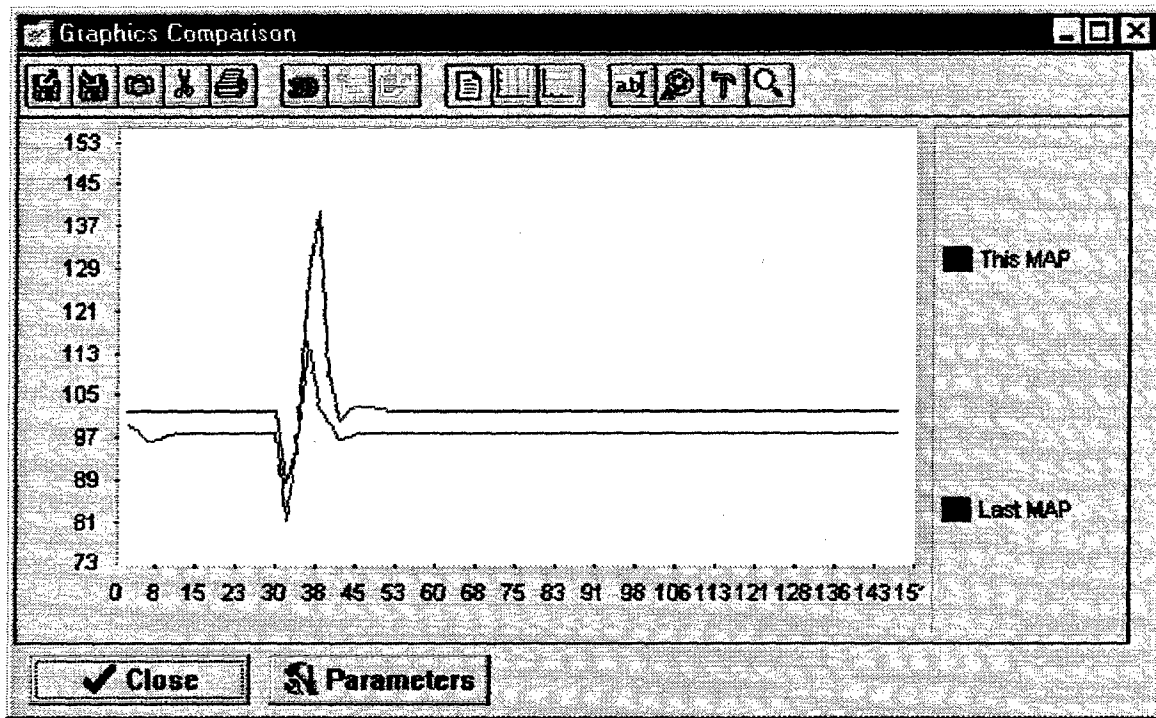 Graphics Comparison
3D
ab
153
145
137
129
121
113
105
97
89
81
73
0 8 15 23 30 38 45 53 60 68 75 83 91 98 106 113 121 128 136 143 15
This MAP
Last MAP
Close
Parameters